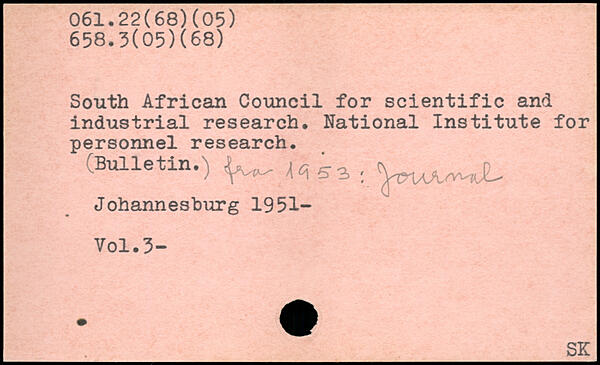 061.22(68)(05)
658.3(05)(68)
South African Council for scientific and
industrial research. National Institute for
personnel research.
(Bulletin.) fra 1953: Journal
Johannesburg 1951-
Vol.3-
SK